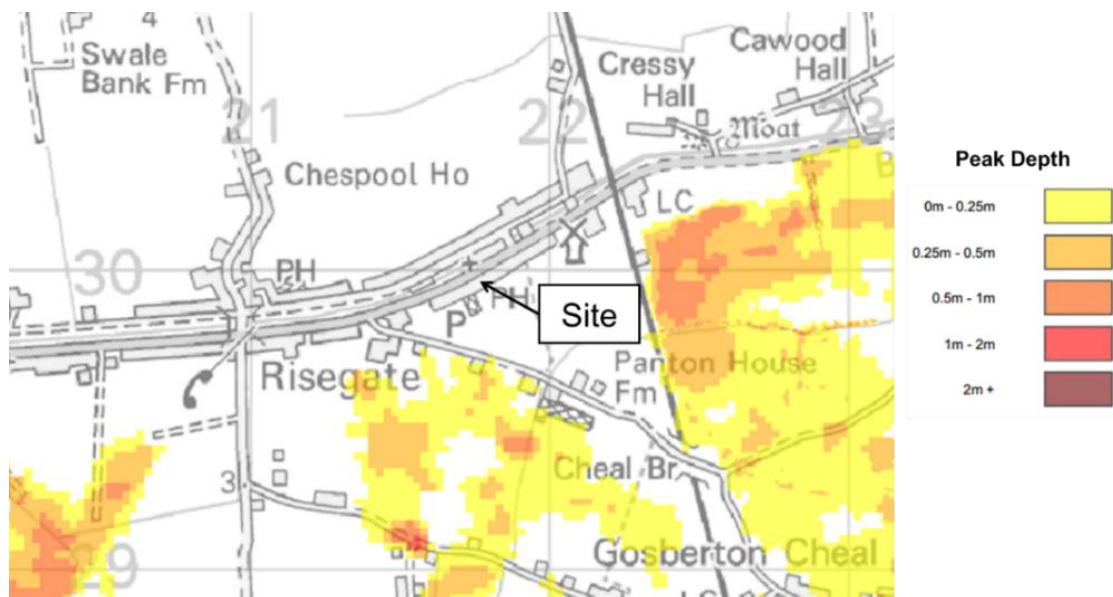 4
Swale
Bank Fm
21
Chespool Ho
Cressy
Hall
22
Cawood
Hall
23
Moat
B
LC
30
PH
PH
P
Site
Risegate
Panton House
Fm
3
Cheal Br
29
Gosberton Cheal
Peak Depth
0m - 0.25m
0.25m - 0.5m
0.5m - 1m
1m - 2m
2m +